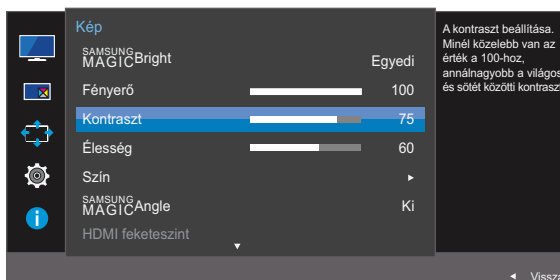 Kép
SAMSUNG
MAGICBright Egyedi
Fényerő 100
Kontraszt 75
Élesség 60
Szín
SAMSUNG
MAGICAngle Ki
HDMI feketeszint
A kontraszt beállítása.
Minél közelebb van az
érték a 100-hoz,
annálnagyobb a világos
és sötét közötti kontraszt
Vissza